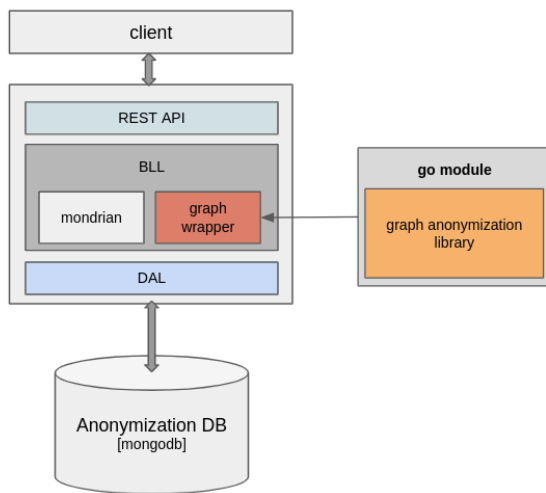 client
REST API
BLL
mondrian
graph
wrapper
DAL
go module
graph anonymization
library
Anonymization DB
[mongodb]